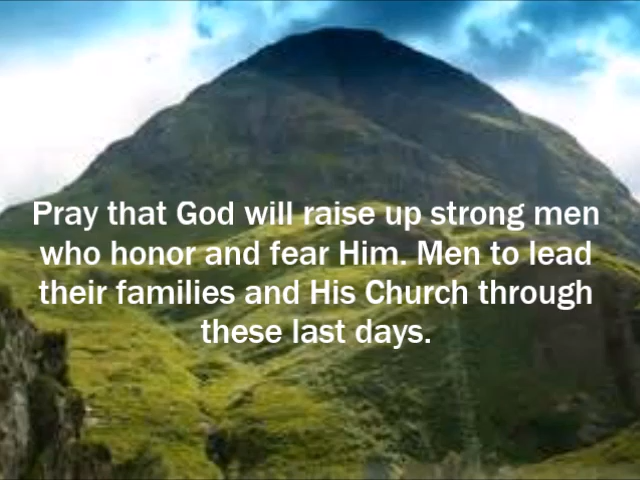 Pray that God will raise up strong men
who honor and fear Him. Men to lead
their families and His Church through
these last days.